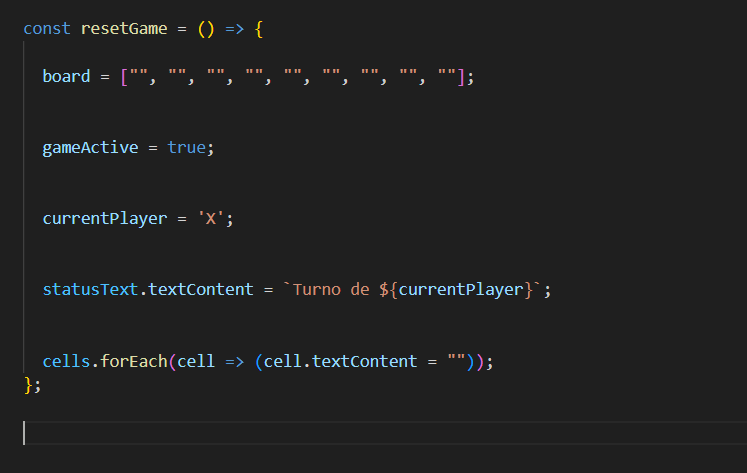 const resetGame = () => {
board = ["", "", "", "", "", "", "", "", ""];
gameActive = true;
currentPlayer = 'X';
statusText.textContent = `Turno de ${currentPlayer}`;
cells.forEach(cell => (cell.textContent = ""));
};